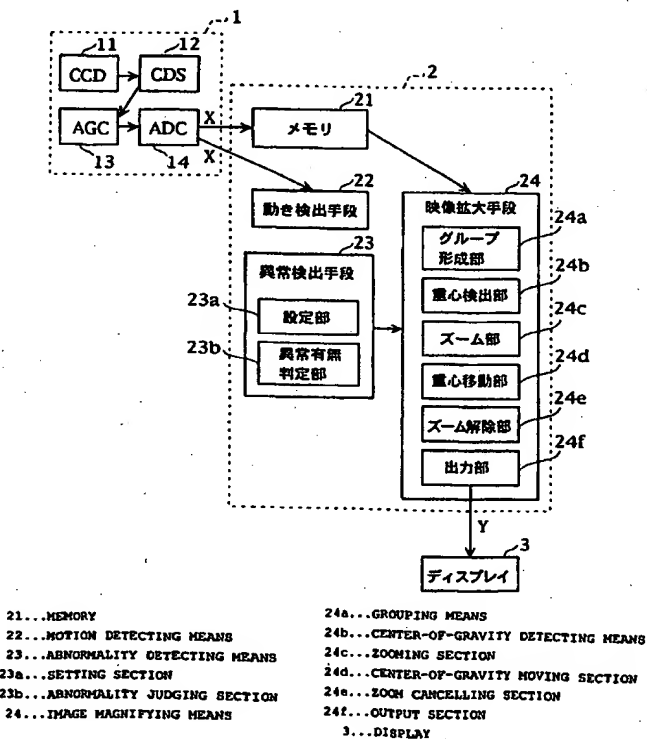 1
11
12
CCD
CDS
2
21
AGC
ADC
X
メモリ
13
14
X
22
24
動き検出手段
映像拡大手段
24a
グループ
形成部
23
異常検出手段
24b
重心検出部
23a
設定部
24c
ズーム部
23b
異常有無
判定部
24d
重心移動部
24e
ズーム解除部
24f
出力部
Y
3
ディスプレイ
21...MEMORY
22...MOTION DETECTING MEANS
23...ABNORMALITY DETECTING MEANS
23a...SETTING SECTION
23b...ABNORMALITY JUDGING SECTION
24...IMAGE MAGNIFYING MEANS
24a...GROUPING MEANS
24b...CENTER-OF-GRAVITY DETECTING MEANS
24c...ZOOMING SECTION
24d...CENTER-OF-GRAVITY MOVING SECTION
24e...ZOOM CANCELLING SECTION
24f...OUTPUT SECTION
3...DISPLAY